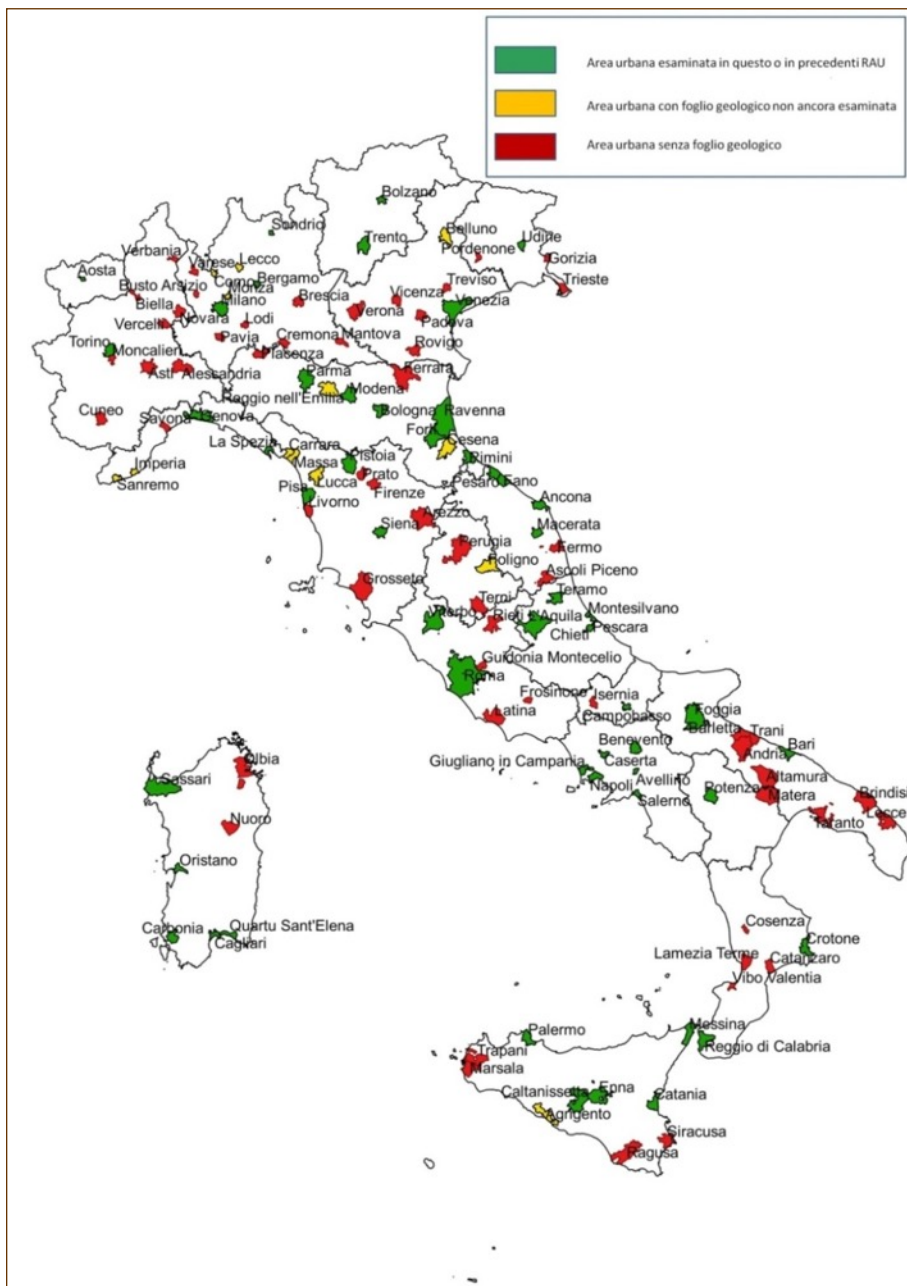 Area urbana esaminata in questo o in precedenti RAU
Area urbana con foglio geologico non ancora esaminata
Area urbana senza foglio geologico
Bolzano
Sondrio
Trento
Belluno
Pordenone
Udine
Gorizia
Trieste
Verbania
Varese
Lecco
Como
Bergamo
Monza
Aosta
Busto Arsizio
Milano
Biella
Novara
Vercelli
Lodi
Pavia
Brescia
Vicenza
Treviso
Venezia
Verona
Padova
Cremona
Mantova
Rovigo
Piacenza
Torino
Moncalieri
Asti
Alessandria
Parma
Ferrara
Reggio nell'Emilia
Modena
Bologna
Ravenna
Cuneo
Savona
Genova
Forlì
Cesena
La Spezia
Carrara
Massa
Pistoia
Rimini
Imperia
Sanremo
Lucca
Prato
Firenze
Pesaro
Fano
Pisa
Livorno
Ancona
Arezzo
Siena
Macerata
Perugia
Fermo
Foligno
Ascoli Piceno
Grosseto
Teramo
Terni
Viterbo
Rieti
L'Aquila
Montesilvano
Pescara
Chieti
Guidonia Montecelio
Roma
Frosinone
Isernia
Latina
Campobasso
Foggia
Barletta
Trani
Andria
Bari
Benevento
Giugliano in Campania
Caserta
Altamura
Napoli
Avellino
Salerno
Potenza
Matera
Brindisi
Taranto
Lecce
Olbia
Sassari
Nuoro
Oristano
Carbonia
Quartu Sant'Elena
Cagliari
Cosenza
Crotone
Lamezia Terme
Catanzaro
Vibo Valentia
Messina
Palermo
Reggio di Calabria
Trapani
Marsala
Caltanissetta
Enna
Catania
Agrigento
Siracusa
Ragusa